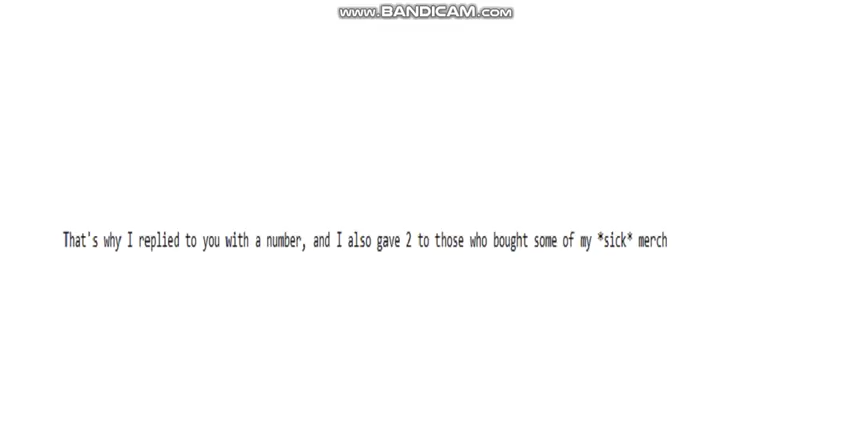 www.BANDICAM.com
That's why I replied to you with a number, and I also gave 2 to those who bought some of my *sick* merch